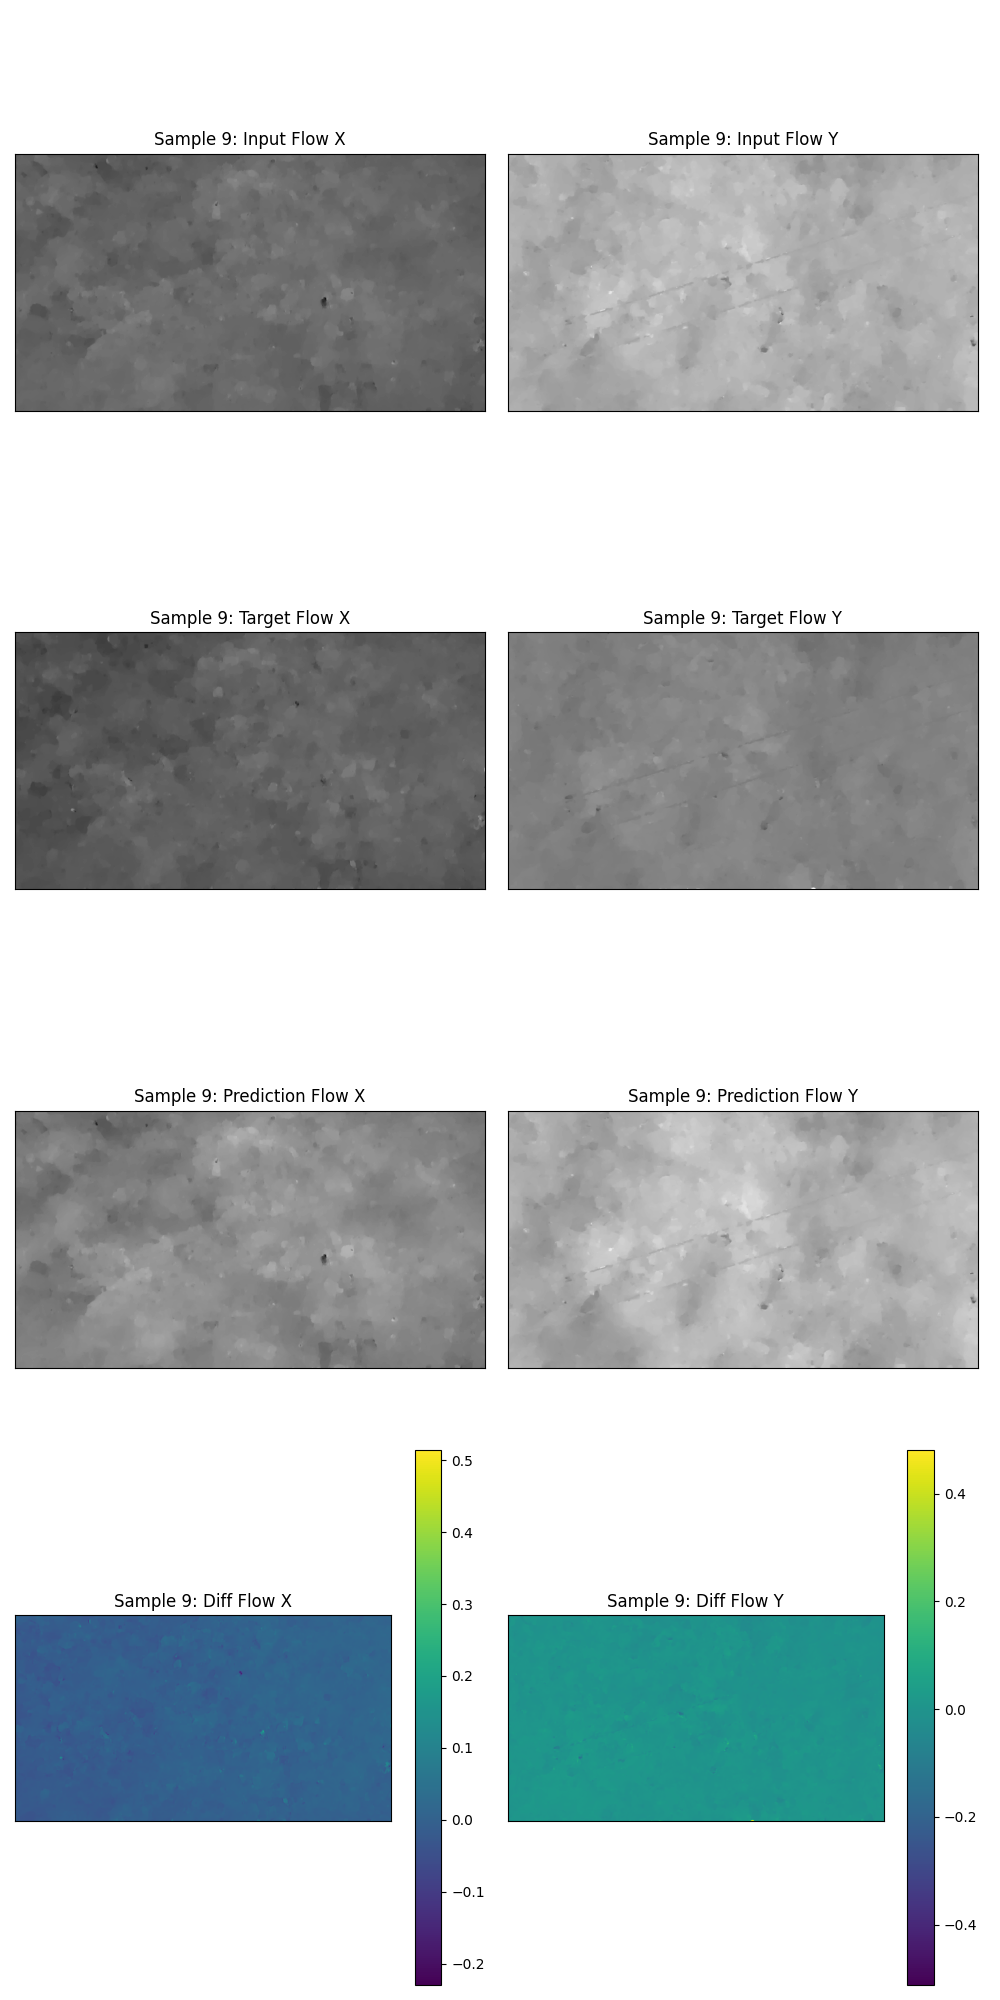 Sample 9: Input Flow X
Sample 9: Input Flow Y
Sample 9: Target Flow X
Sample 9: Target Flow Y
Sample 9: Prediction Flow X
Sample 9: Prediction Flow Y
Sample 9: Diff Flow X
0.5
0.4
0.3
0.2
0.1
0.0
−0.1
−0.2
Sample 9: Diff Flow Y
0.4
0.2
0.0
−0.2
−0.4